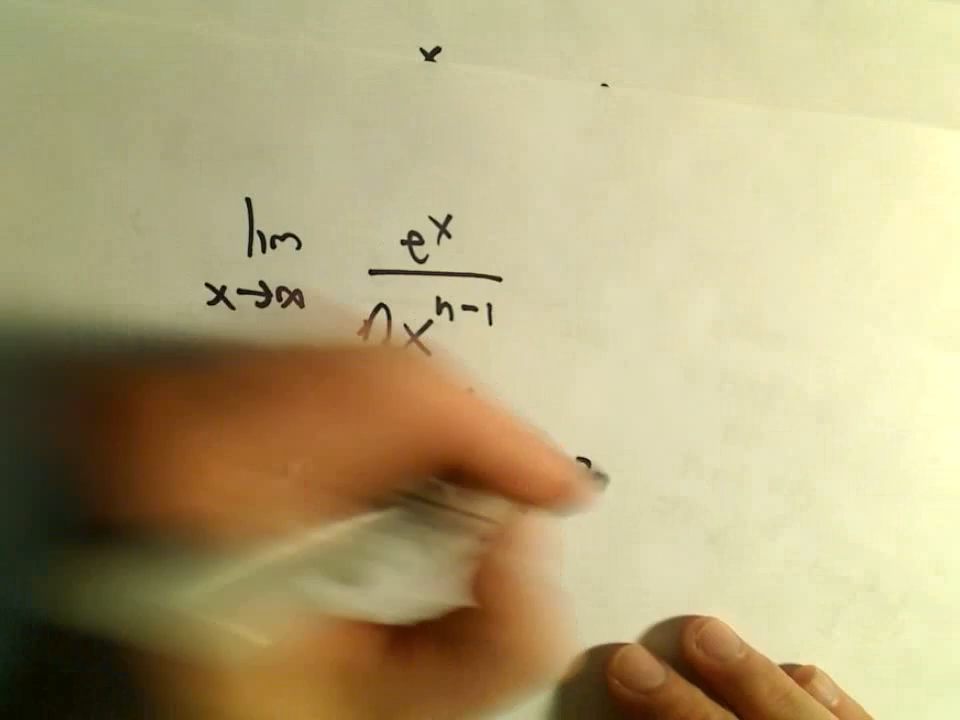 lim e^x
x→∞ nx^{n-1}